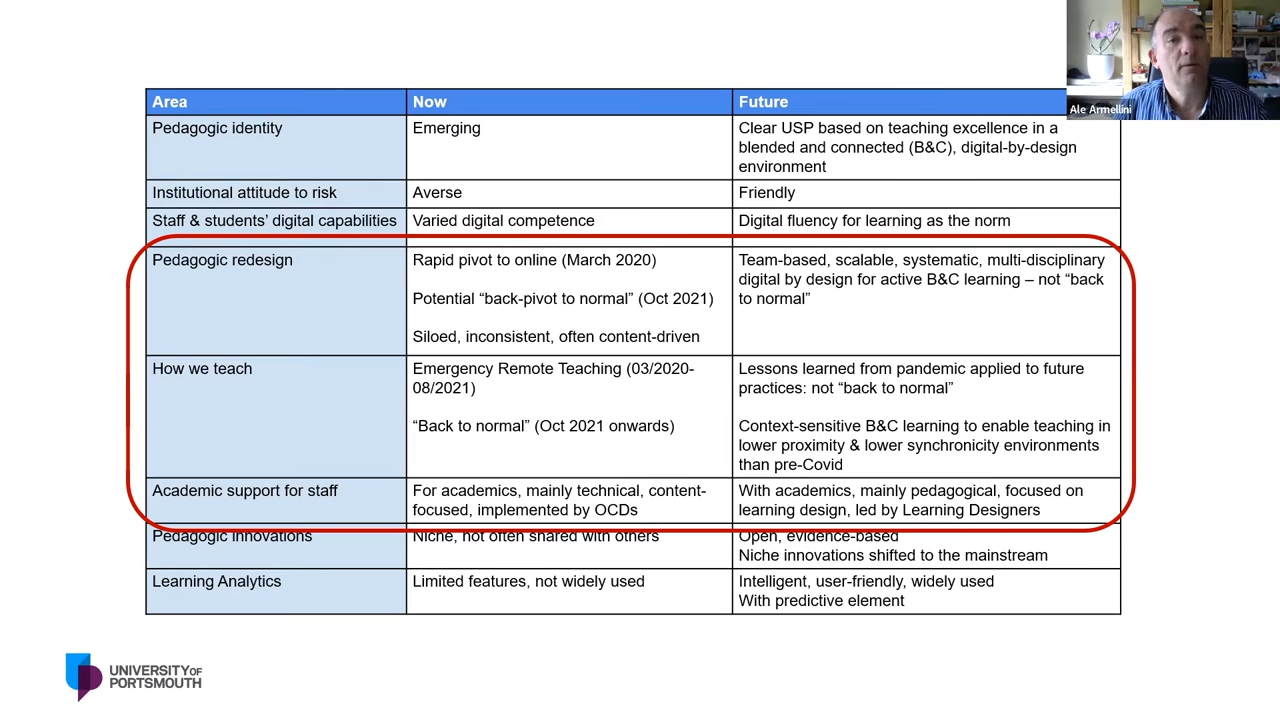 Ale Armellini
Area Now Future
Pedagogic identity Emerging Clear USP based on teaching excellence in a
blended and connected (B&C), digital-by-design
environment
Institutional attitude to risk Averse Friendly
Staff & students’ digital capabilities Varied digital competence Digital fluency for learning as the norm
Pedagogic redesign Rapid pivot to online (March 2020) Team-based, scalable, systematic, multi-disciplinary
digital by design for active B&C learning – not “back
Potential “back-pivot to normal” (Oct 2021) to normal”
Siloed, inconsistent, often content-driven
How we teach Emergency Remote Teaching (03/2020- Lessons learned from pandemic applied to future
08/2021) practices: not “back to normal”
“Back to normal” (Oct 2021 onwards) Context-sensitive B&C learning to enable teaching in
lower proximity & lower synchronicity environments
than pre-Covid
Academic support for staff For academics, mainly technical, content- With academics, mainly pedagogical, focused on
focused, implemented by OCDs learning design, led by Learning Designers
Pedagogic innovations Niche, not often shared with others Open, evidence-based
Niche innovations shifted to the mainstream
Learning Analytics Limited features, not widely used Intelligent, user-friendly, widely used
With predictive element
UNIVERSITY OF
PORTSMOUTH